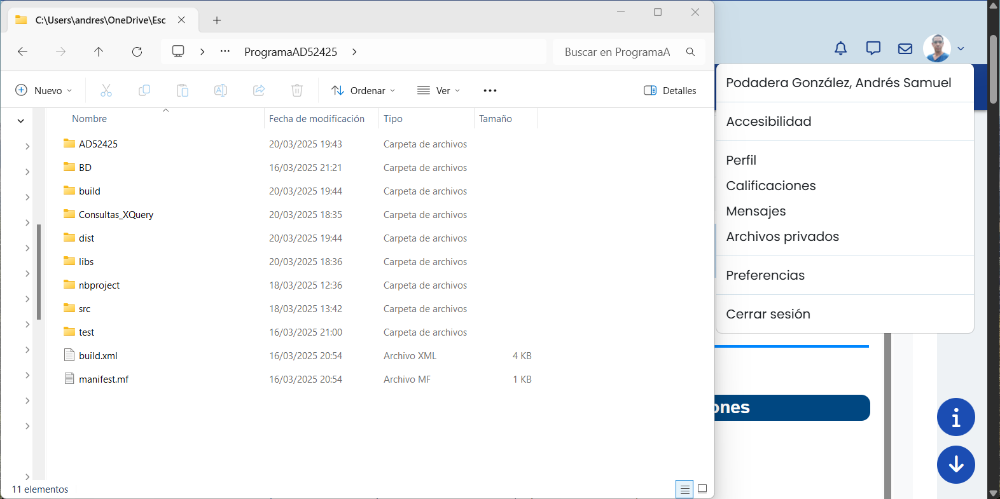 C:\Users\andres\OneDrive\Esc
ProgramaAD52425
Buscar en ProgramaA
Nuevo
Ordenar
Ver
Detalles
Nombre Fecha de modificación Tipo Tamaño
AD52425 20/03/2025 19:43 Carpeta de archivos
BD 16/03/2025 21:21 Carpeta de archivos
build 20/03/2025 19:44 Carpeta de archivos
Consultas_XQuery 20/03/2025 18:35 Carpeta de archivos
dist 20/03/2025 19:44 Carpeta de archivos
libs 20/03/2025 18:36 Carpeta de archivos
nbproject 18/03/2025 12:36 Carpeta de archivos
src 18/03/2025 13:42 Carpeta de archivos
test 16/03/2025 21:00 Carpeta de archivos
build.xml 16/03/2025 20:54 Archivo XML 4 KB
manifest.mf 16/03/2025 20:54 Archivo MF 1 KB
11 elementos
Podadera González, Andrés Samuel
Accesibilidad
Perfil
Calificaciones
Mensajes
Archivos privados
Preferencias
Cerrar sesión
ones